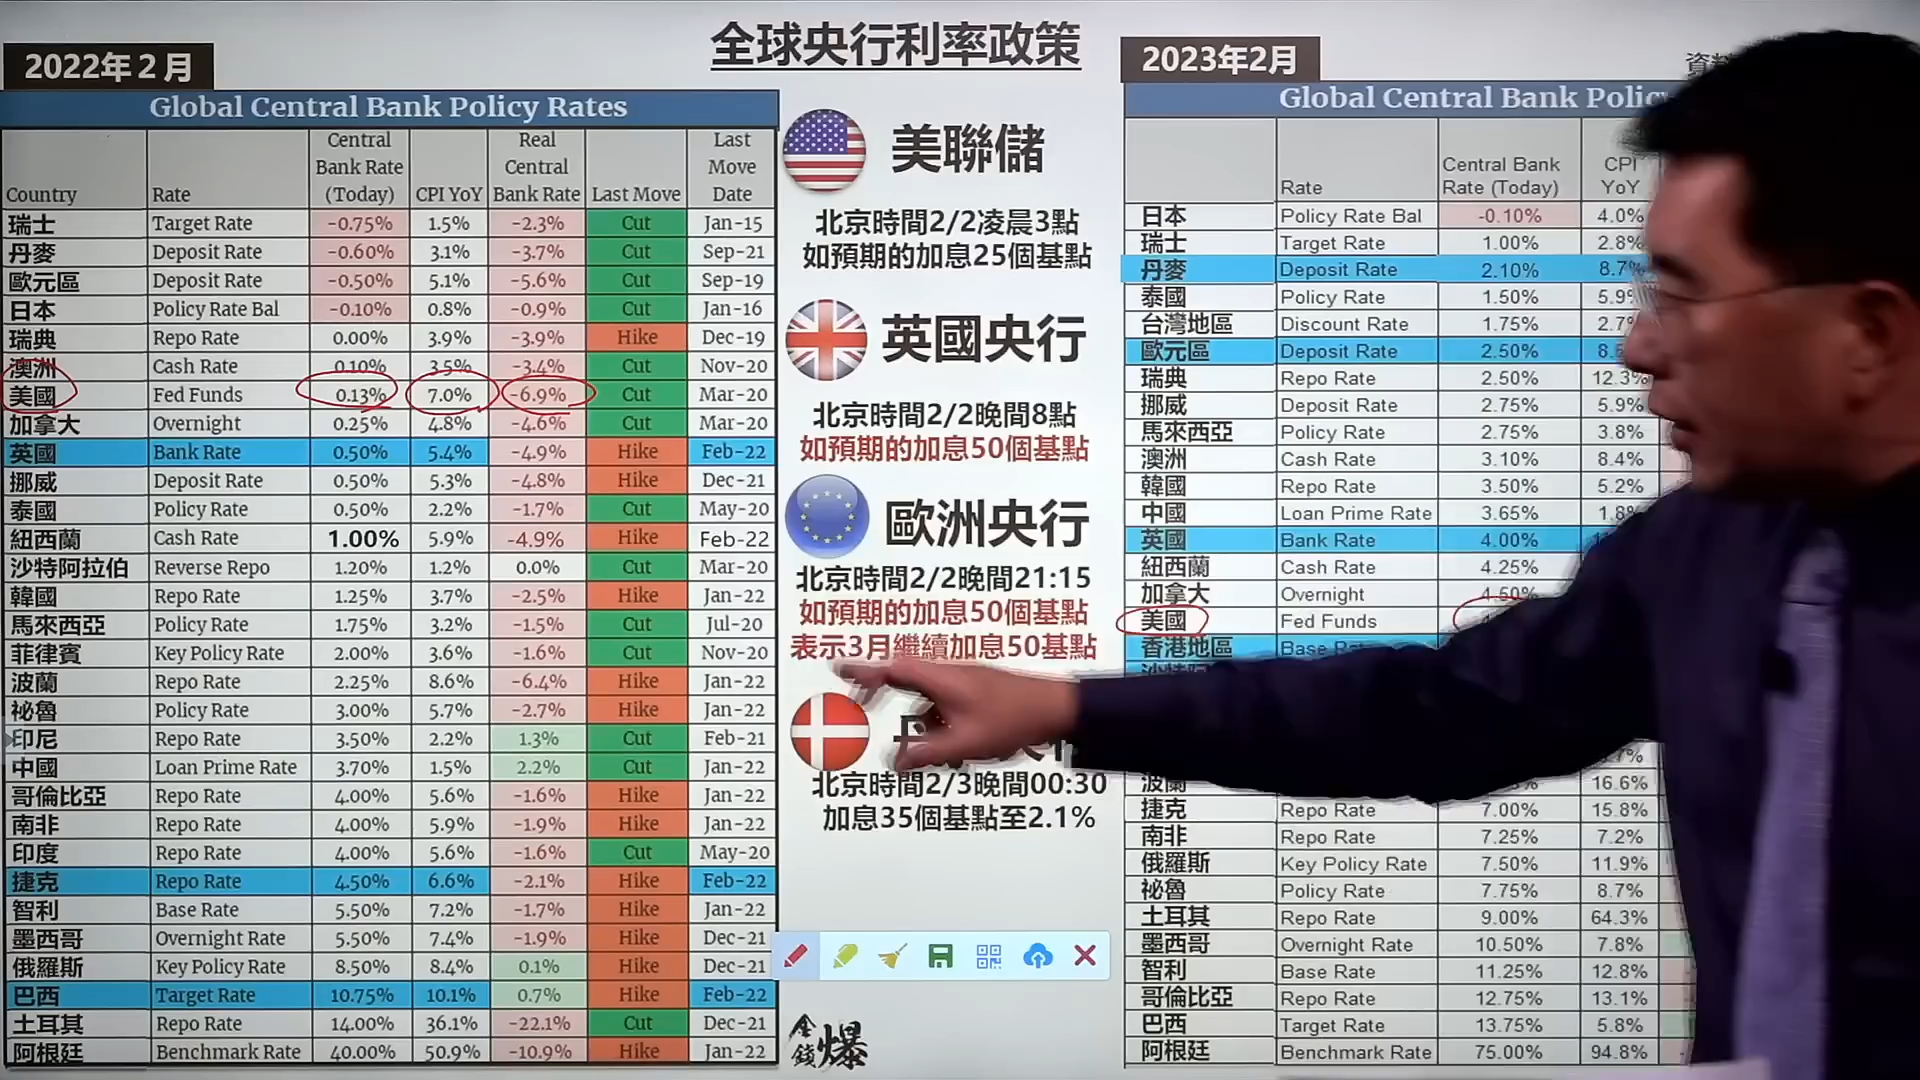 全球央行利率政策
2022年2月
Global Central Bank Policy Rates
Country Rate Central Bank Rate (Today) CPI YoY Real Central Bank Rate Last Move Last Move Date
瑞士 Target Rate -0.75% 1.5% -2.3% Cut Jan-15
丹麥 Deposit Rate -0.60% 3.1% -3.7% Cut Sep-21
歐元區 Deposit Rate -0.50% 5.1% -5.6% Cut Sep-19
日本 Policy Rate Bal -0.10% 0.8% -0.9% Cut Jan-16
瑞典 Repo Rate 0.00% 3.9% -3.9% Hike Dec-19
澳洲 Cash Rate 0.10% 3.5% -3.4% Cut Nov-20
美國 Fed Funds 0.13% 7.0% -6.9% Cut Mar-20
加拿大 Overnight 0.25% 4.8% -4.6% Cut Mar-20
英國 Bank Rate 0.50% 5.4% -4.9% Hike Feb-22
挪威 Deposit Rate 0.50% 5.3% -4.8% Hike Dec-21
泰國 Policy Rate 0.50% 2.2% -1.7% Cut May-20
紐西蘭 Cash Rate 1.00% 5.9% -4.9% Hike Feb-22
沙特阿拉伯 Reverse Repo 1.20% 1.2% 0.0% Cut Mar-20
韓國 Repo Rate 1.25% 3.7% -2.5% Hike Jan-22
馬來西亞 Policy Rate 1.75% 3.2% -1.5% Cut Jul-20
菲律賓 Key Policy Rate 2.00% 3.6% -1.6% Cut Nov-20
波蘭 Repo Rate 2.25% 8.6% -6.4% Hike Jan-22
祕魯 Policy Rate 3.00% 5.7% -2.7% Hike Jan-22
印尼 Repo Rate 3.50% 2.2% 1.3% Cut Feb-21
中國 Loan Prime Rate 3.70% 1.5% 2.2% Cut Jan-22
哥倫比亞 Repo Rate 4.00% 5.6% -1.6% Hike Jan-22
南非 Repo Rate 4.00% 5.9% -1.9% Hike Jan-22
印度 Repo Rate 4.00% 5.6% -1.6% Cut May-20
捷克 Repo Rate 4.50% 6.6% -2.1% Hike Feb-22
智利 Base Rate 5.50% 7.2% -1.7% Hike Jan-22
墨西哥 Overnight Rate 5.50% 7.4% -1.9% Hike Dec-21
俄羅斯 Key Policy Rate 8.50% 8.4% 0.1% Hike Dec-21
巴西 Target Rate 10.75% 10.1% 0.7% Hike Feb-22
土耳其 Repo Rate 14.00% 36.1% -22.1% Cut Dec-21
阿根廷 Benchmark Rate 40.00% 50.9% -10.9% Hike Jan-22
美聯儲
北京時間2/2凌晨3點
如預期的加息25個基點
英國央行
北京時間2/2晚間8點
如預期的加息50個基點
歐洲央行
北京時間2/2晚間21:15
如預期的加息50個基點
表示3月繼續加息50基點
北京時間2/3晚間00:30
加息35個基點至2.1%
金錢爆
2023年2月
Global Central Bank
Rate Central Bank Rate (Today) CPI YoY
日本 Policy Rate Bal -0.10% 4.0%
瑞士 Target Rate 1.00% 2.8%
丹麥 Deposit Rate 2.10% 8.7%
泰國 Policy Rate 1.50% 5.9%
台灣地區 Discount Rate 1.75% 2.7%
歐元區 Deposit Rate 2.50%
瑞典 Repo Rate 2.50% 12.3%
挪威 Deposit Rate 2.75% 5.9%
馬來西亞 Policy Rate 2.75% 3.8%
澳洲 Cash Rate 3.10% 8.4%
韓國 Repo Rate 3.50% 5.2%
中國 Loan Prime Rate 3.65% 1.8%
英國 Bank Rate 4.00%
紐西蘭 Cash Rate 4.25%
加拿大 Overnight 4.50%
美國 Fed Funds
香港地區 Base
波蘭 16.6%
捷克 Repo Rate 7.00% 15.8%
南非 Repo Rate 7.25% 7.2%
俄羅斯 Key Policy Rate 7.50% 11.9%
祕魯 Policy Rate 7.75% 8.7%
土耳其 Repo Rate 9.00% 64.3%
墨西哥 Overnight Rate 10.50% 7.8%
智利 Base Rate 11.25% 12.8%
哥倫比亞 Repo Rate 12.75% 13.1%
巴西 Target Rate 13.75% 5.8%
阿根廷 Benchmark Rate 75.00% 94.8%